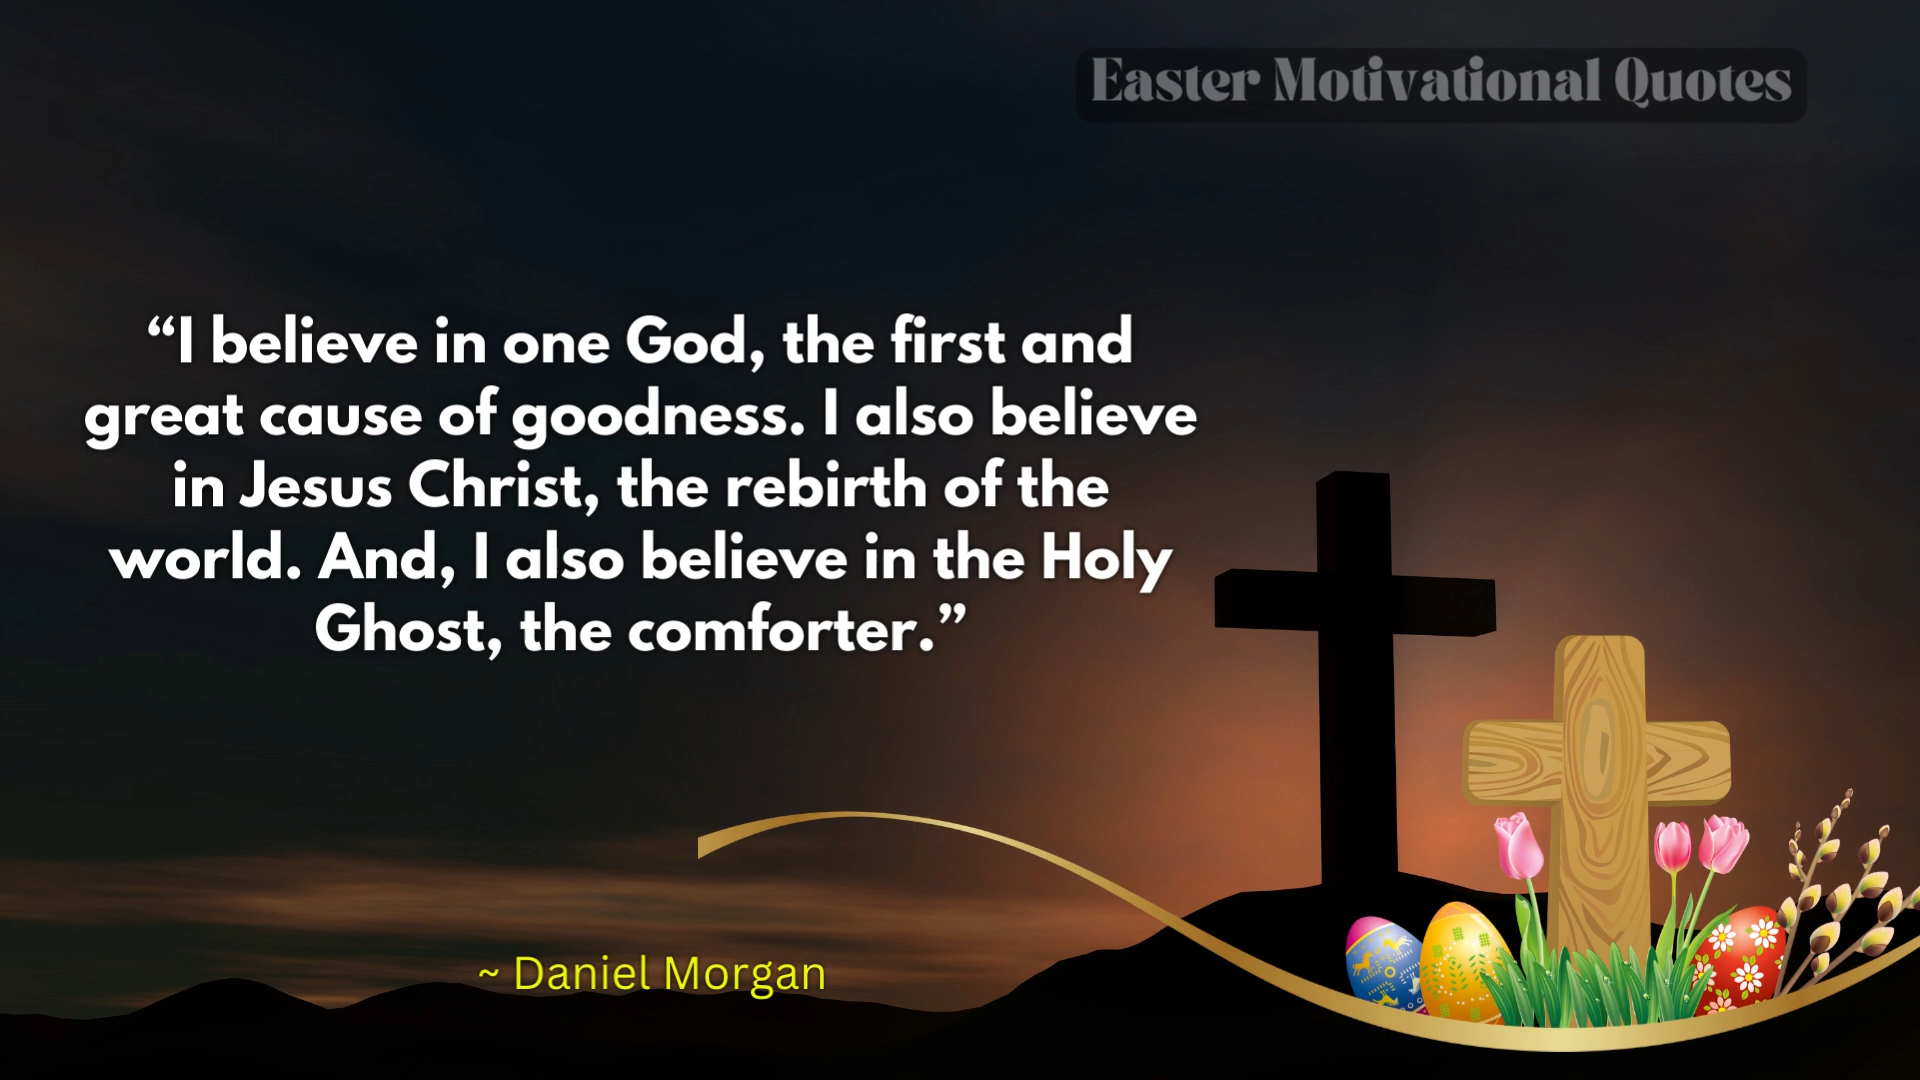 Easter Motivational Quotes
“I believe in one God, the first and
great cause of goodness. I also believe
in Jesus Christ, the rebirth of the
world. And, I also believe in the Holy
Ghost, the comforter.”
~ Daniel Morgan